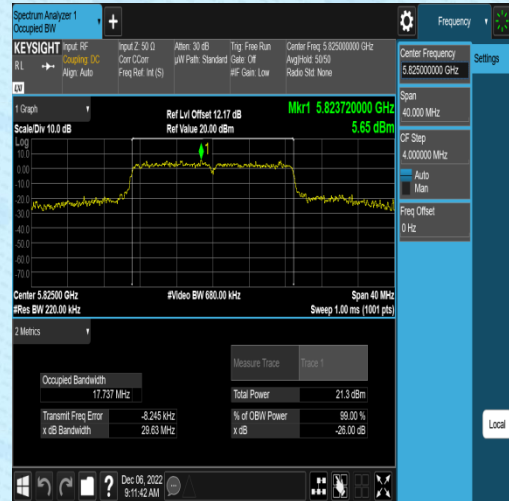 Spectrum Analyzer 1
Occupied BW
+
Frequency
KEYSIGHT
RL
Input: RF
Coupling: DC
Align: Auto
Input Z: 50 Ω
Corr CCorr
Freq Ref: Int (S)
Atten: 30 dB
µW Path: Standard
Trig: Free Run
Gate: Off
#IF Gain: Low
Center Freq: 5.825000000 GHz
Avg|Hold: 50/50
Radio Std: None
LXI
Center Frequency
5.825000000 GHz
Settings
Span
40.000 MHz
CF Step
4.000000 MHz
Auto
Man
Freq Offset
0 Hz
Local
1 Graph
Scale/Div 10.0 dB
Ref Lvl Offset 12.17 dB
Ref Value 20.00 dBm
Mkr1 5.823720000 GHz
5.65 dBm
Log
10.0
0.00
-10.0
-20.0
-30.0
-40.0
-50.0
-60.0
-70.0
1
Center 5.82500 GHz
#Res BW 220.00 kHz
#Video BW 680.00 kHz
Span 40 MHz
Sweep 1.00 ms (1001 pts)
2 Metrics
Measure Trace
Trace 1
Occupied Bandwidth
17.737 MHz
Total Power
21.3 dBm
Transmit Freq Error
-8.245 kHz
% of OBW Power
99.00 %
x dB Bandwidth
29.63 MHz
x dB
-26.00 dB
?
Dec 06, 2022
9:11:42 AM